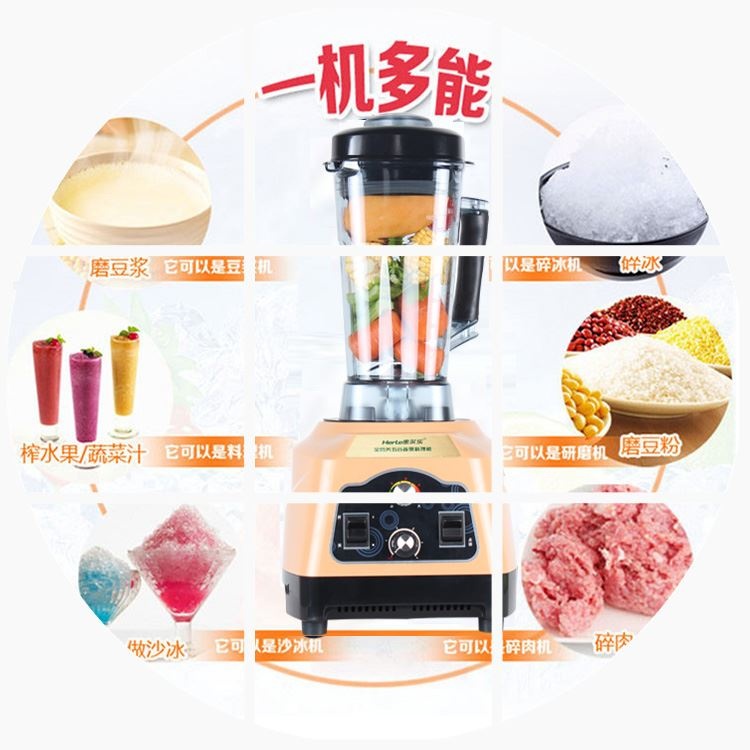 一机多能
磨豆浆 它可以是豆浆机
以是碎冰机 碎冰
榨水果/蔬菜汁 它可以是料理机
它可以是研磨机 磨豆粉
Herte
做沙冰 它可以是沙冰机
它可以是碎肉机 碎肉